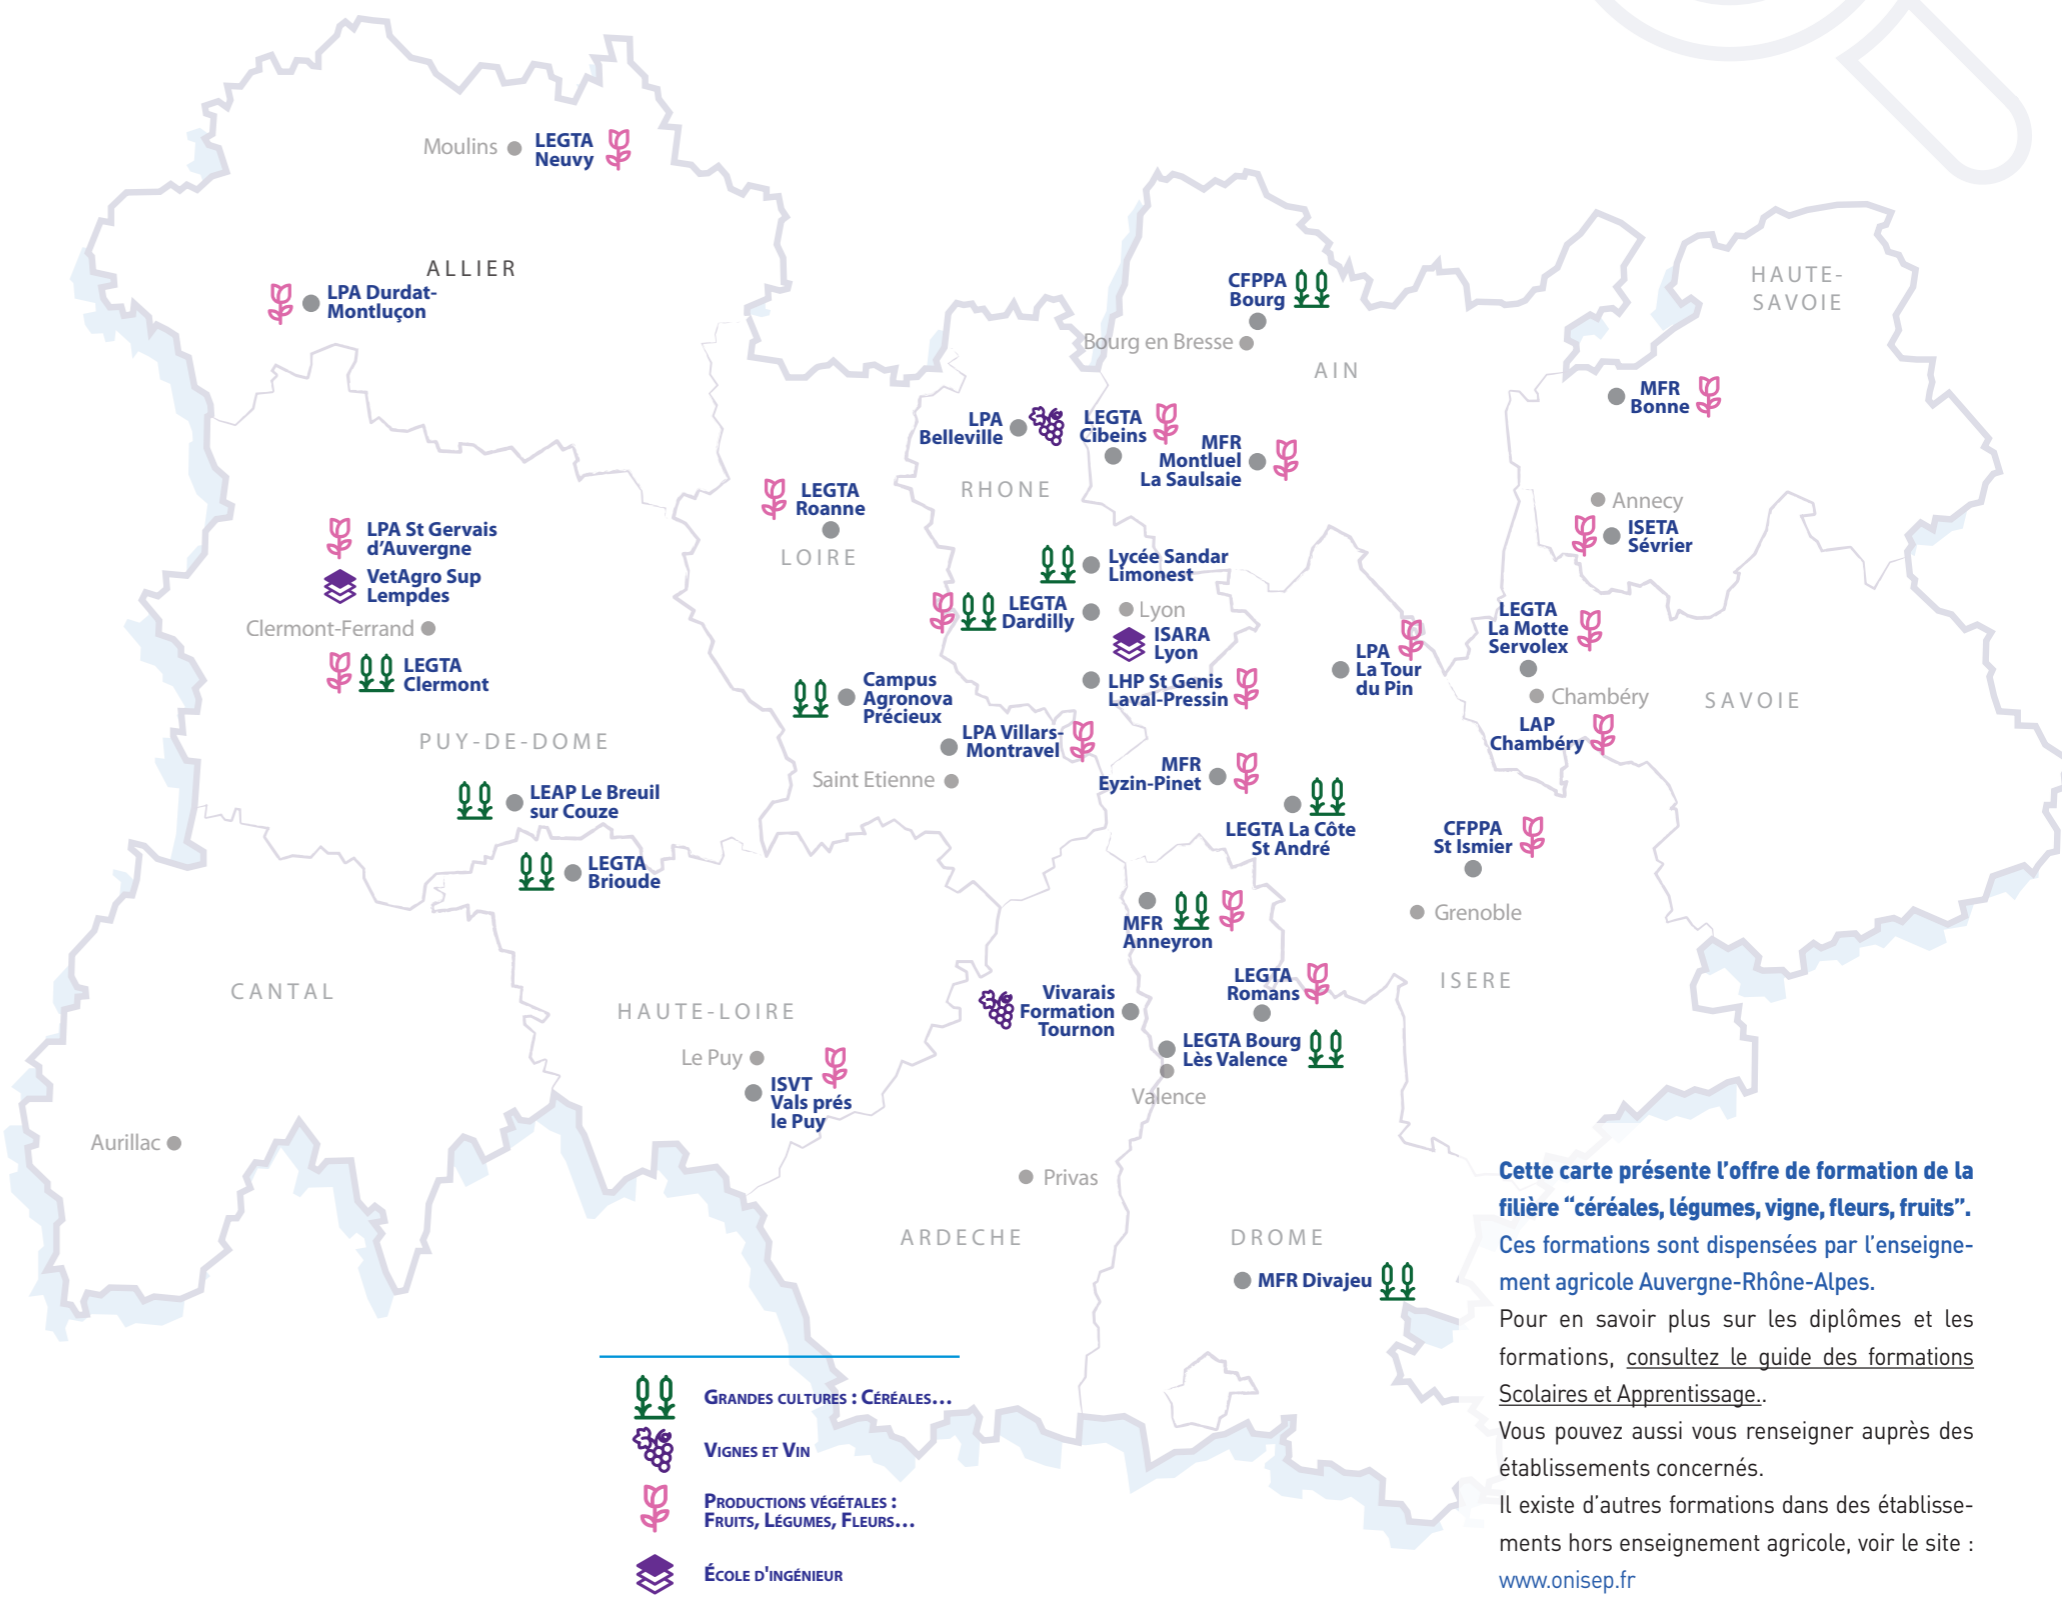 Moulins
LEGTA
Neuvy
ALLIER
LPA Durdat-
Montluçon
HAUTE-
SAVOIE
CFPPA
Bourg
Bourg en Bresse
AIN
MFR
Bonne
LPA
Belleville
LEGTA
Cibeins
MFR
Montluel
La Saulsaie
RHONE
LEGTA
Roanne
LOIRE
Annecy
ISETA
Sévrier
LPA St Gervais
d'Auvergne
VetAgro Sup
Lempdes
Clermont-Ferrand
LEGTA
Clermont
PUY-DE-DOME
Lycée Sandar
Limonest
LEGTA
Dardilly
Lyon
ISARA
Lyon
LHP St Genis
Laval-Pressin
LPA
La Tour
du Pin
LEGTA
La Motte
Servolex
Chambéry
LAP
Chambéry
SAVOIE
Campus
Agronova
Précieux
LPA Villars-
Montravel
Saint Etienne
MFR
Eyzin-Pinet
LEGTA La Côte
St André
CFPPA
St Ismier
Grenoble
ISERE
LEAP Le Breuil
sur Couze
LEGTA
Brioude
MFR
Anneyron
LEGTA
Romans
CANTAL
HAUTE-LOIRE
Vivarais
Formation
Tournon
LEGTA Bourg
Lès Valence
Valence
Le Puy
ISVT
Vals prés
le Puy
Aurillac
Privas
ARDECHE
DROME
MFR Divajeu
Cette carte présente l'offre de formation de la
filière “céréales, légumes, vigne, fleurs, fruits”.
Ces formations sont dispensées par l'enseigne-
ment agricole Auvergne-Rhône-Alpes.
Pour en savoir plus sur les diplômes et les
formations, consultez le guide des formations
Scolaires et Apprentissage..
Vous pouvez aussi vous renseigner auprès des
établissements concernés.
Il existe d'autres formations dans des établisse-
ments hors enseignement agricole, voir le site :
www.onisep.fr
GRANDES CULTURES : CÉRÉALES...
VIGNES ET VIN
PRODUCTIONS VÉGÉTALES :
FRUITS, LÉGUMES, FLEURS...
ÉCOLE D'INGÉNIEUR